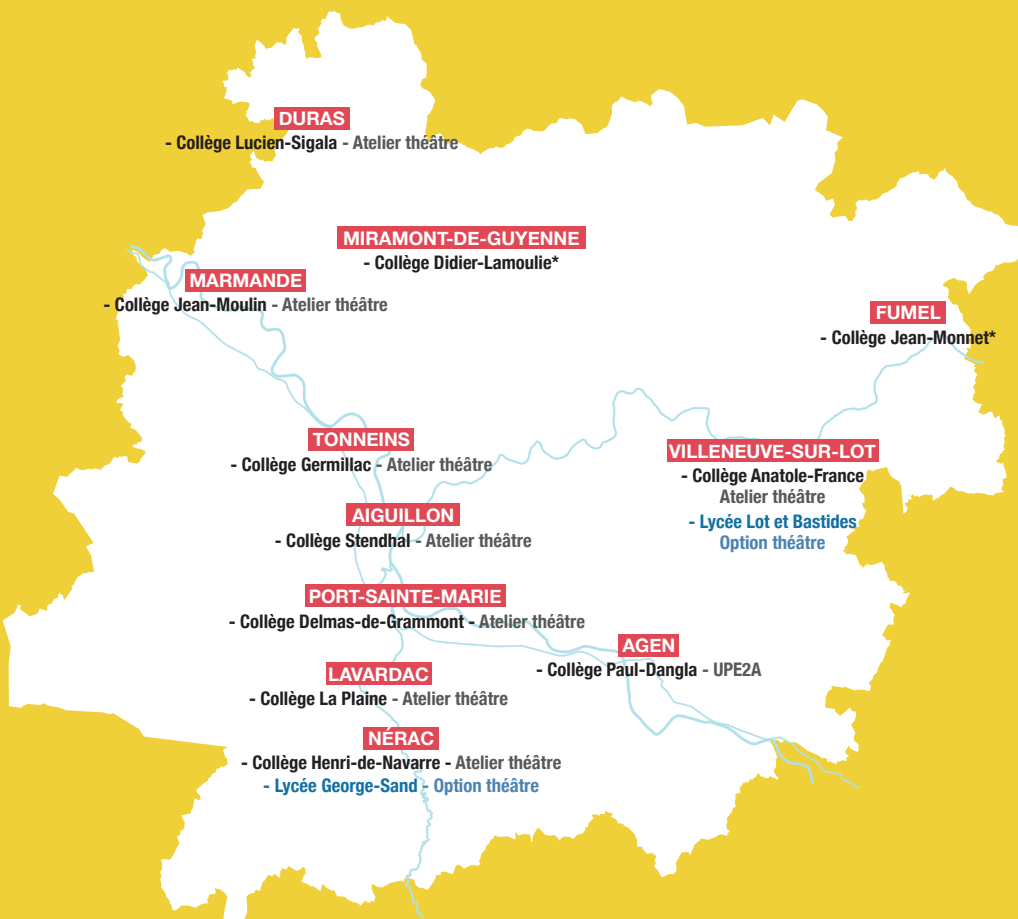 DURAS
- Collège Lucien-Sigala - Atelier théâtre
MIRAMONT-DE-GUYENNE
- Collège Didier-Lamoulie*
MARMANDE
- Collège Jean-Moulin - Atelier théâtre
FUMEL
- Collège Jean-Monnet*
TONNEINS
- Collège Germillac - Atelier théâtre
VILLENEUVE-SUR-LOT
- Collège Anatole-France
Atelier théâtre
- Lycée Lot et Bastides
Option théâtre
AIGUILLON
- Collège Stendhal - Atelier théâtre
PORT-SAINTE-MARIE
- Collège Delmas-de-Grammont - Atelier théâtre
AGEN
- Collège Paul-Dangla - UPE2A
LAVARDAC
- Collège La Plaine - Atelier théâtre
NÉRAC
- Collège Henri-de-Navarre - Atelier théâtre
- Lycée George-Sand - Option théâtre